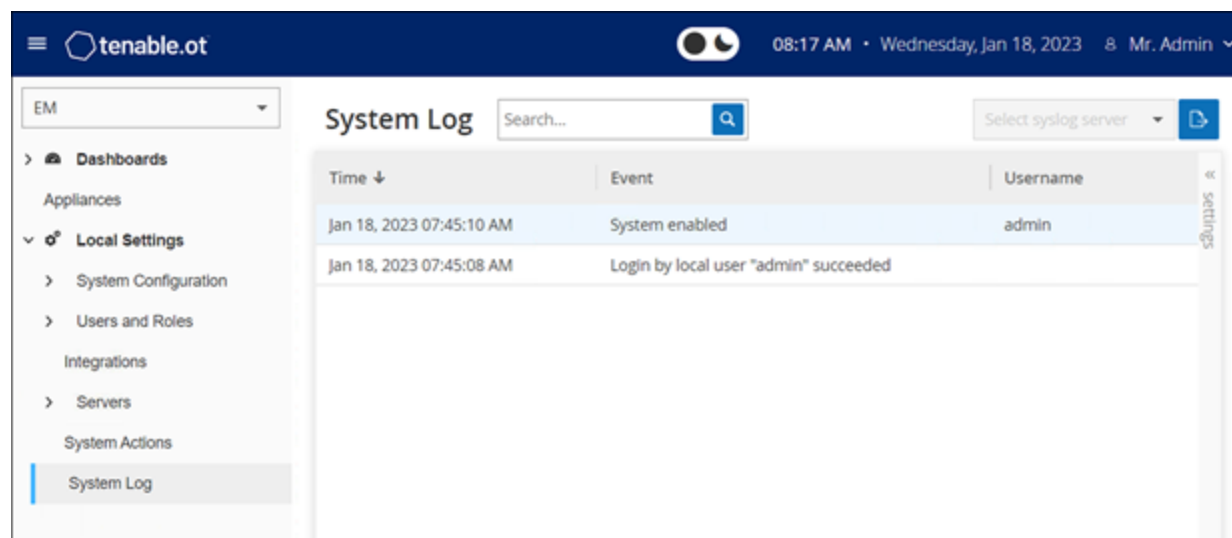 tenable.ot
08:17 AM • Wednesday, Jan 18, 2023 Mr. Admin
EM
System Log
Search...
Select syslog server
Dashboards
Appliances
Local Settings
System Configuration
Users and Roles
Integrations
Servers
System Actions
System Log
Time Event Username
Jan 18, 2023 07:45:10 AM System enabled admin
Jan 18, 2023 07:45:08 AM Login by local user "admin" succeeded
settings